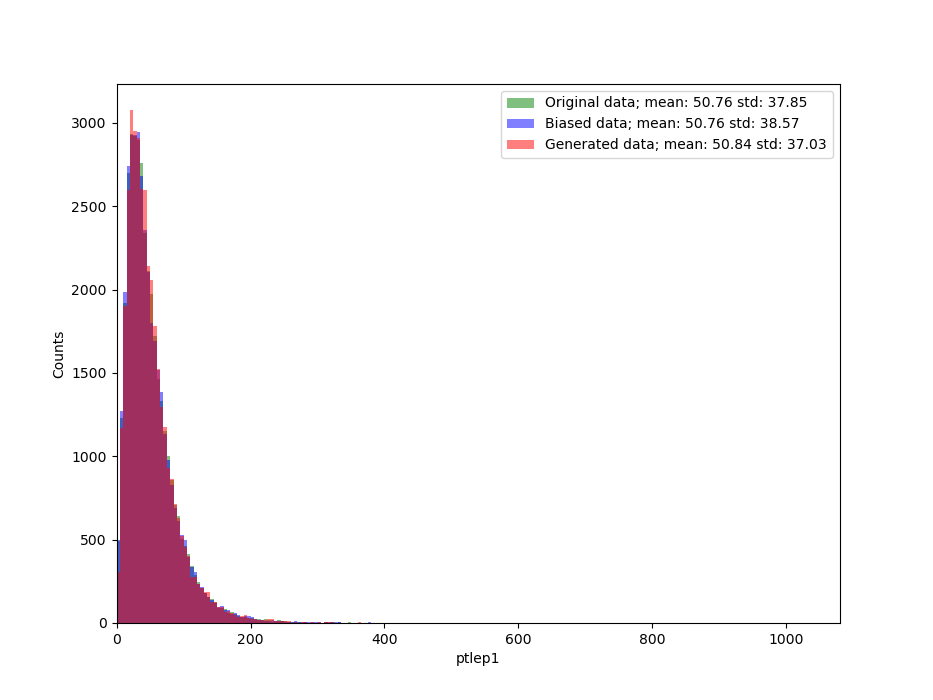 Original data; mean: 50.76 std: 37.85
Biased data; mean: 50.76 std: 38.57
Generated data; mean: 50.84 std: 37.03
3000
2500
2000
1500
1000
500
0
Counts
0 200 400 600 800 1000
ptlep1